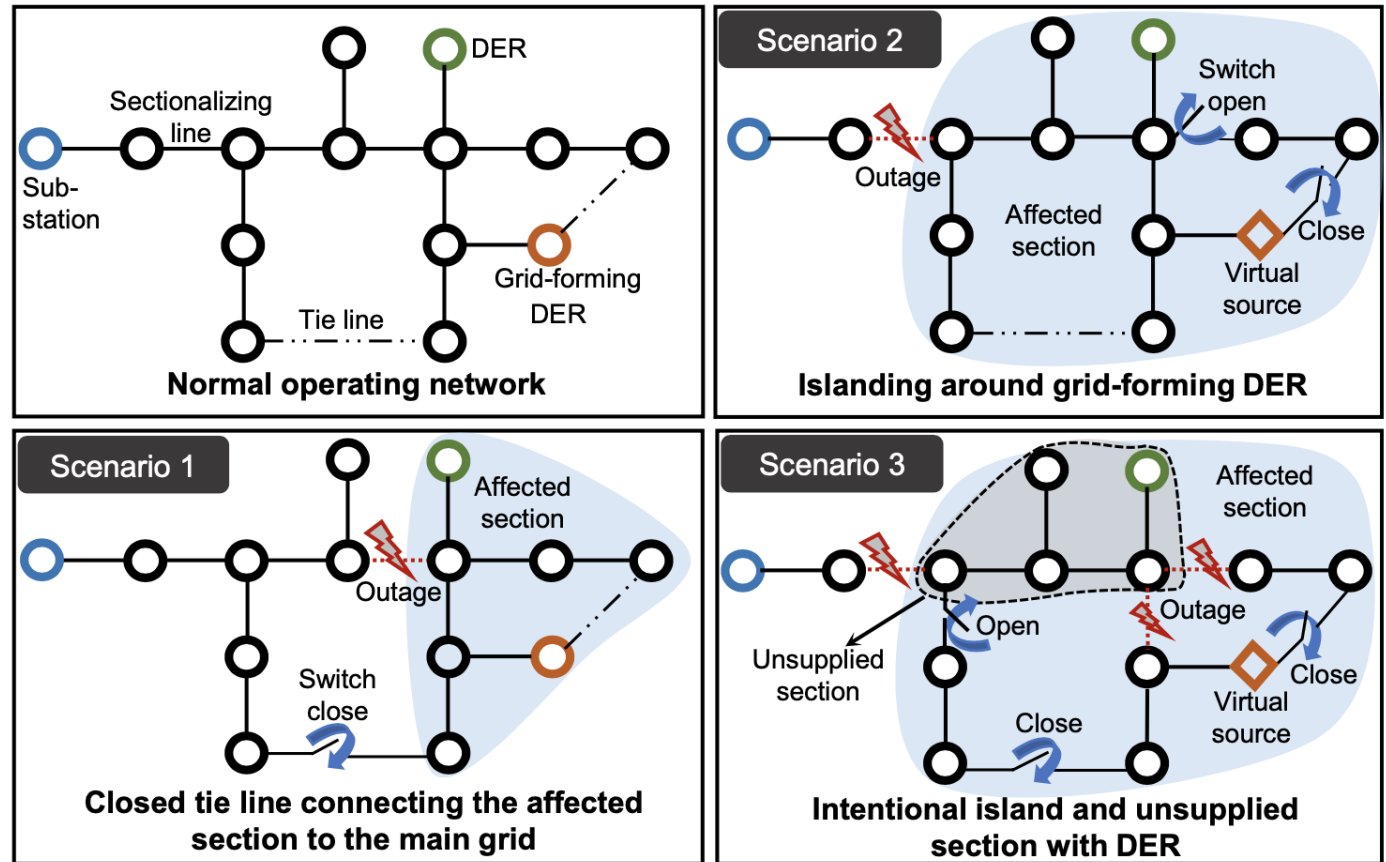 DER
Sectionalizing
line
Sub-
station
Grid-forming
DER
Tie line
Normal operating network
Scenario 2
Switch
open
Outage
Affected
section
Close
Virtual
source
Islanding around grid-forming DER
Scenario 1
Affected
section
Outage
Switch
close
Closed tie line connecting the affected
section to the main grid
Scenario 3
Affected
section
Outage
Open
Unsupplied
section
Close
Virtual
source
Close
Intentional island and unsupplied
section with DER